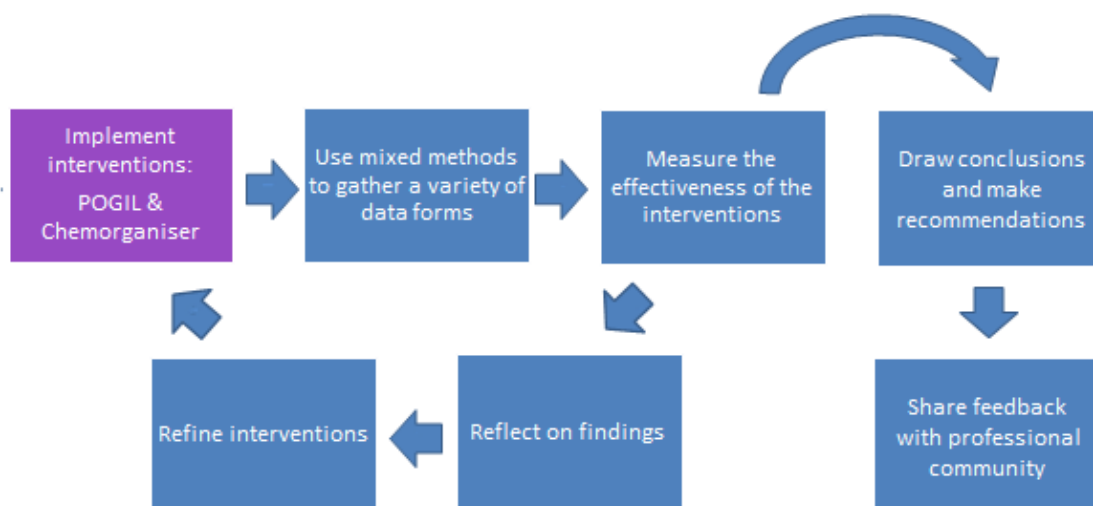 Implement
interventions:
POGIL &
Chemorganiser
Use mixed methods
to gather a variety of
data forms
Measure the
effectiveness of the
interventions
Draw conclusions
and make
recommendations
Refine interventions
Reflect on findings
Share feedback
with professional
community